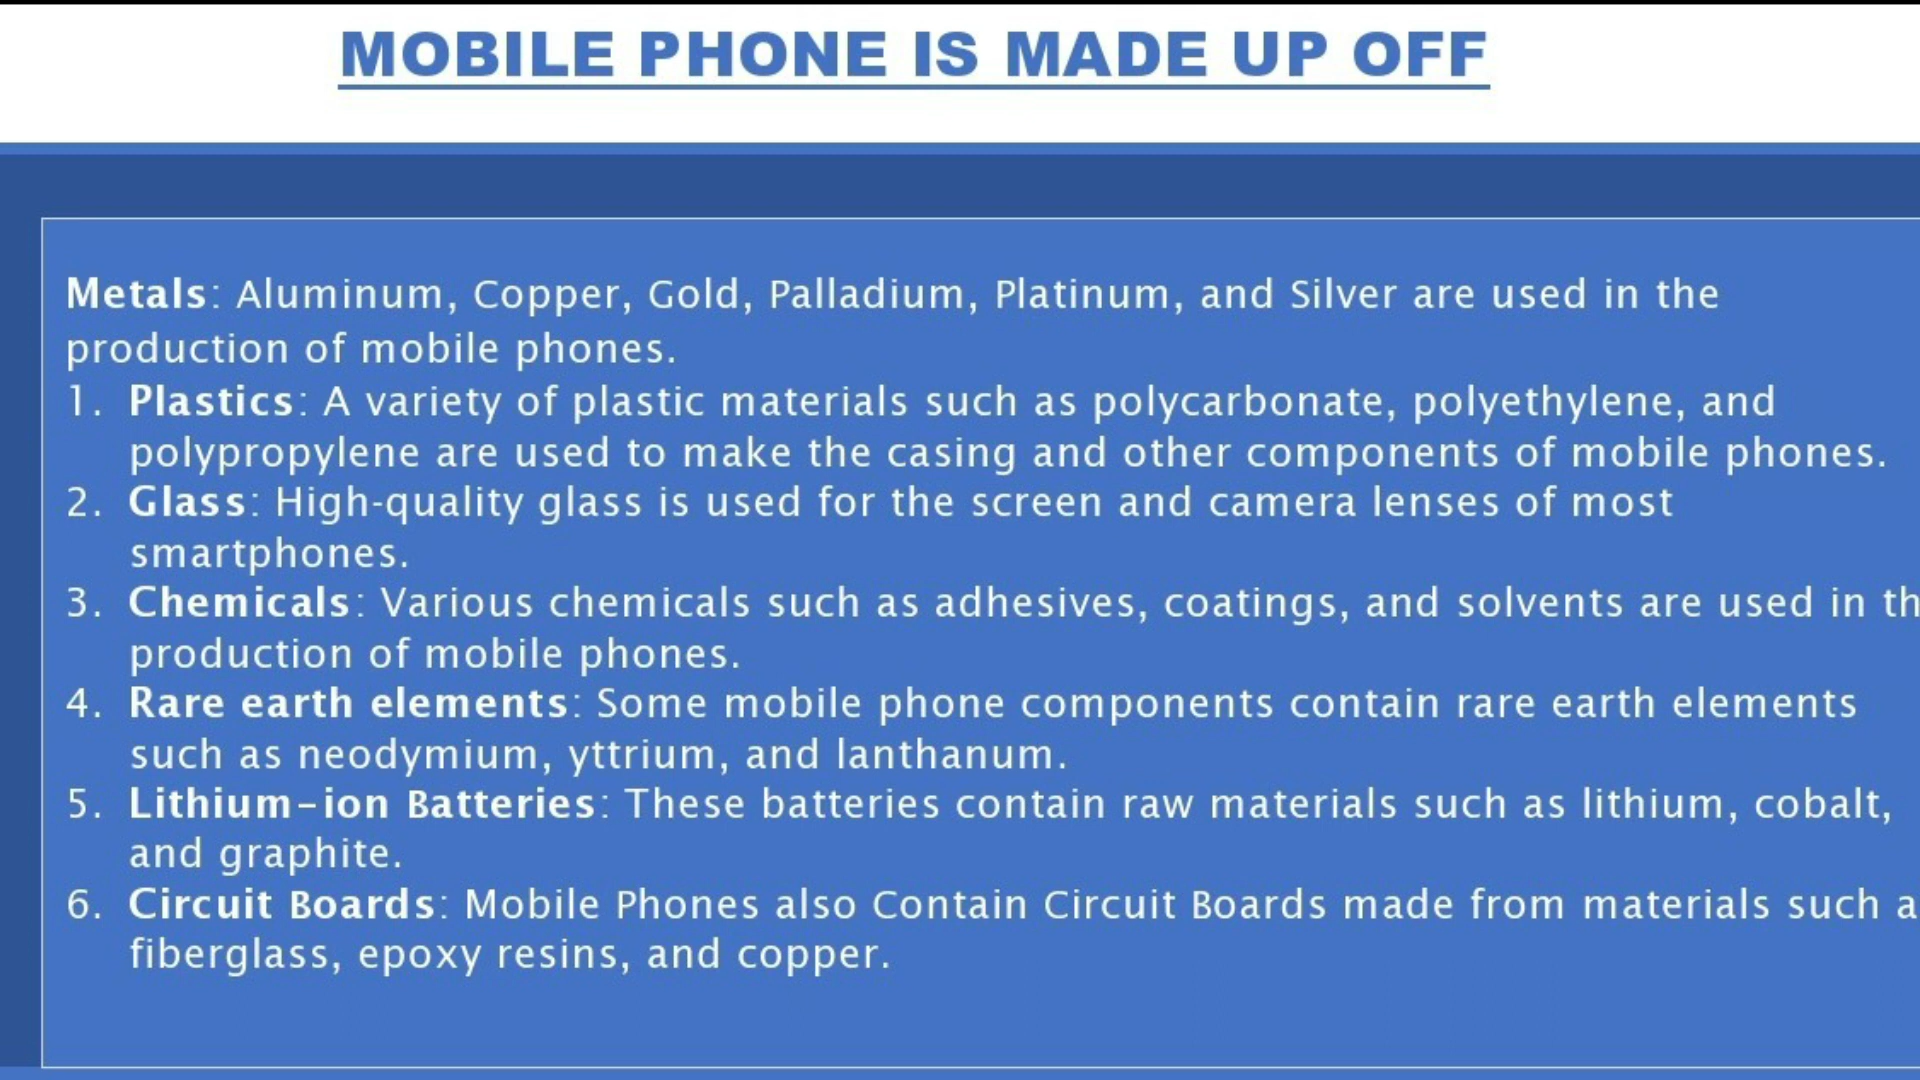 MOBILE PHONE IS MADE UP OFF
Metals: Aluminum, Copper, Gold, Palladium, Platinum, and Silver are used in the
production of mobile phones.
1. Plastics: A variety of plastic materials such as polycarbonate, polyethylene, and
polypropylene are used to make the casing and other components of mobile phones.
2. Glass: High-quality glass is used for the screen and camera lenses of most
smartphones.
3. Chemicals: Various chemicals such as adhesives, coatings, and solvents are used in th
production of mobile phones.
4. Rare earth elements: Some mobile phone components contain rare earth elements
such as neodymium, yttrium, and lanthanum.
5. Lithium-ion Batteries: These batteries contain raw materials such as lithium, cobalt,
and graphite.
6. Circuit Boards: Mobile Phones also Contain Circuit Boards made from materials such a
fiberglass, epoxy resins, and copper.